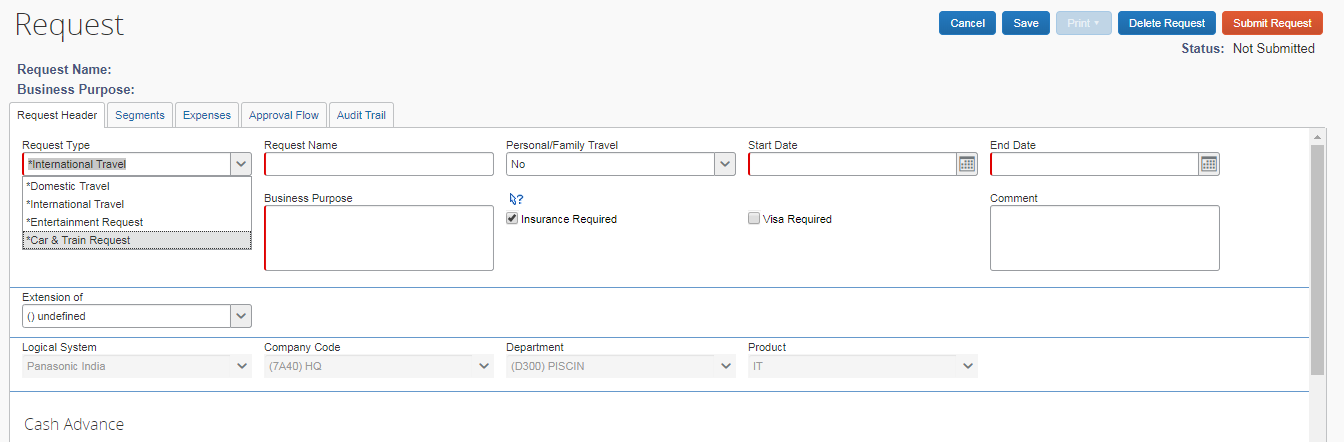 Request
Cancel Save Print Delete Request Submit Request
Status: Not Submitted
Request Name:
Business Purpose:
Request Header Segments Expenses Approval Flow Audit Trail
Request Type Request Name Personal/Family Travel Start Date End Date
*International Travel No
*Domestic Travel
*International Travel
*Entertainment Request
*Car & Train Request
Business Purpose ? Comment
Insurance Required Visa Required
Extension of
() undefined
Logical System Company Code Department Product
Panasonic India (7A40) HQ (D300) PISCIN IT
Cash Advance